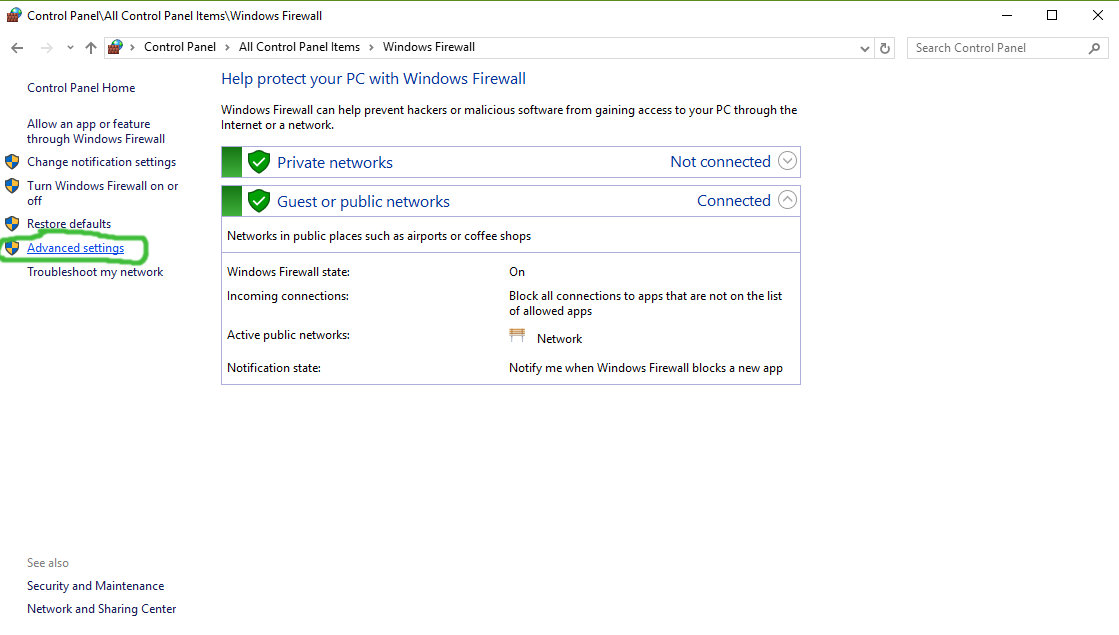 Control Panel\All Control Panel Items\Windows Firewall
Control Panel > All Control Panel Items > Windows Firewall
Search Control Panel
Control Panel Home
Allow an app or feature
through Windows Firewall
Change notification settings
Turn Windows Firewall on or
off
Restore defaults
Advanced settings
Troubleshoot my network
Help protect your PC with Windows Firewall
Windows Firewall can help prevent hackers or malicious software from gaining access to your PC through the
Internet or a network.
Private networks Not connected
Guest or public networks Connected
Networks in public places such as airports or coffee shops
Windows Firewall state: On
Incoming connections: Block all connections to apps that are not on the list
of allowed apps
Active public networks: Network
Notification state: Notify me when Windows Firewall blocks a new app
See also
Security and Maintenance
Network and Sharing Center